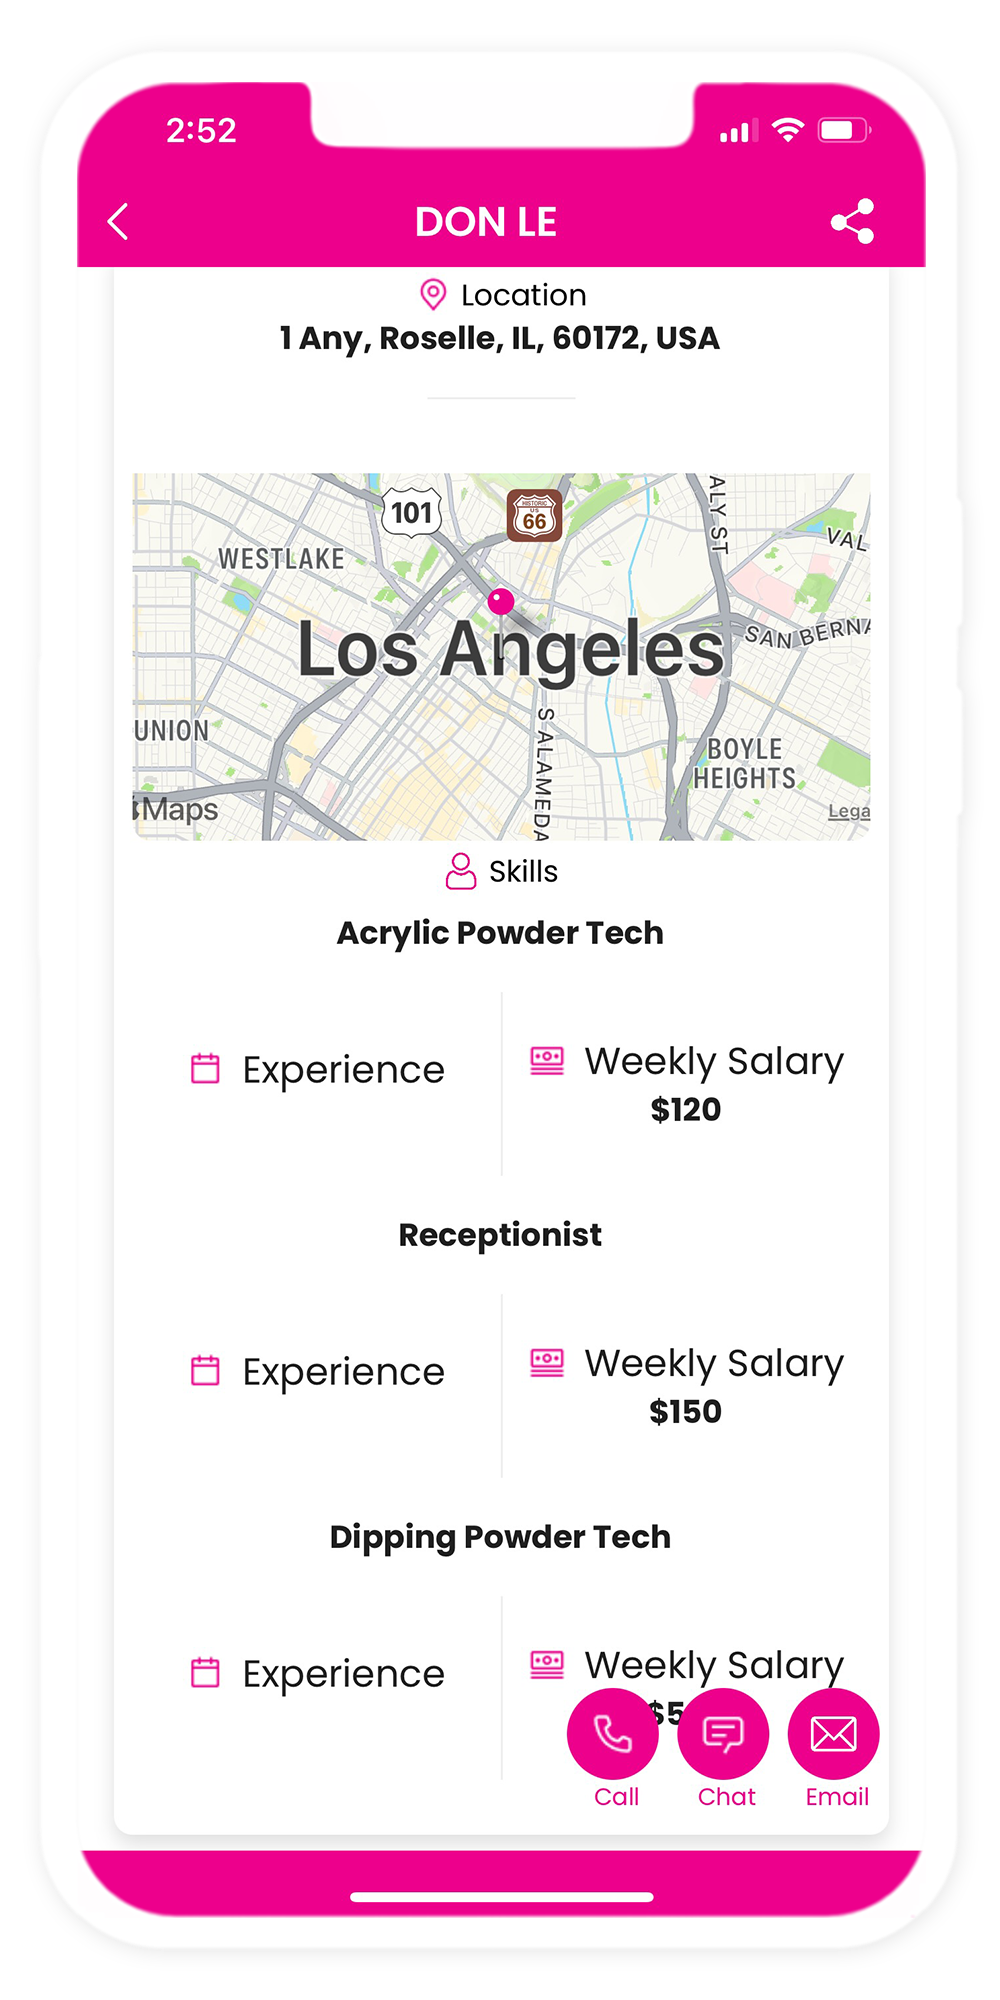 2:52
DON LE
Location
1 Any, Roselle, IL, 60172, USA
ALY ST
101
HISTORIC
US
66
VAL
WESTLAKE
Los Angeles
SAN BERNA
UNION
S ALAMEDA
BOYLE
HEIGHTS
Maps
Lega
Skills
Acrylic Powder Tech
Experience
Weekly Salary
$120
Receptionist
Experience
Weekly Salary
$150
Dipping Powder Tech
Experience
Weekly Salary
Call
Chat
Email